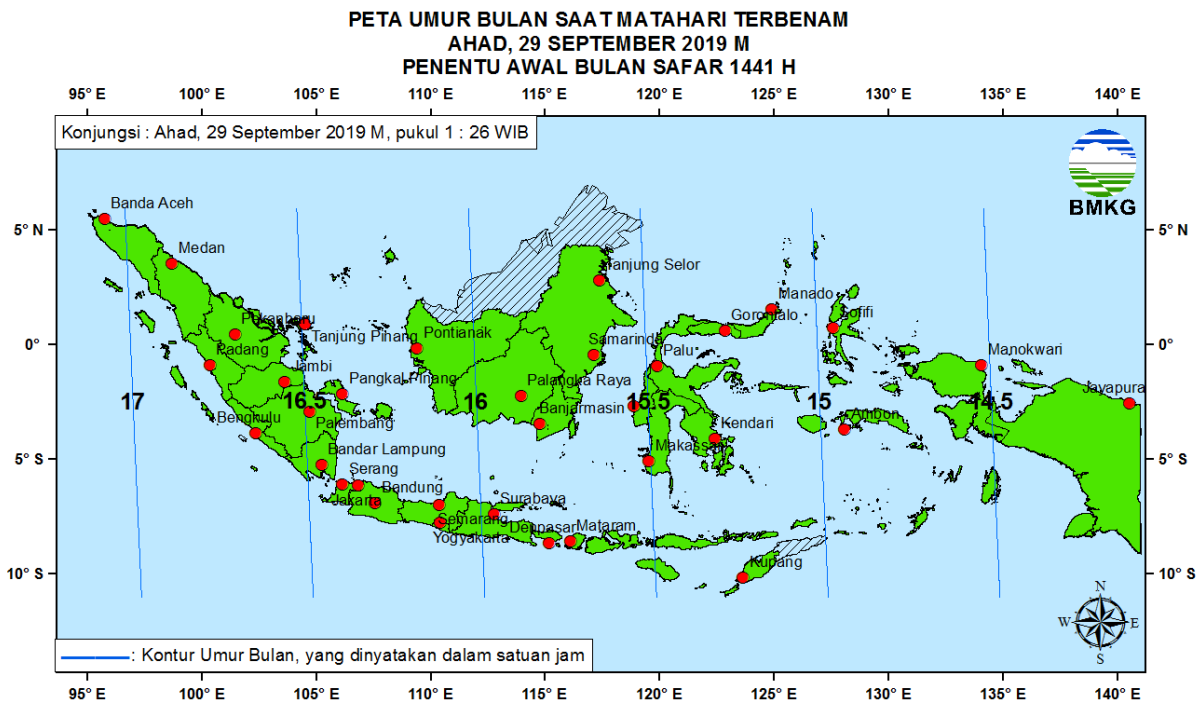 PETA UMUR BULAN SAAT MATAHARI TERBENAM
AHAD, 29 SEPTEMBER 2019 M
PENENTU AWAL BULAN SAFAR 1441 H
95° E 100° E 105° E 110° E 115° E 120° E 125° E 130° E 135° E 140° E
Konjungsi : Ahad, 29 September 2019 M, pukul 1 : 26 WIB
BMKG
Banda Aceh
5° N 5° N
Medan
Tanjung Selor
Manado
Pekanbaru
Gorontalo
Sofifi
Tanjung Pinang
Pontianak
Samarinda
0° 0°
Padang
Palu
Manokwari
Jambi
Pangkal Pinang
Palangka Raya
Jayapura
17 16.5 16 15.5 15 14.5
Bengkulu
Palembang
Banjarmasin
Kendari
Ambon
Bandar Lampung
Makassar
5° S 5° S
Serang
Bandung
Jakarta
Surabaya
Semarang
Denpasar
Mataram
Yogyakarta
Kupang
10° S 10° S
N
W E
S
: Kontur Umur Bulan, yang dinyatakan dalam satuan jam
95° E 100° E 105° E 110° E 115° E 120° E 125° E 130° E 135° E 140° E